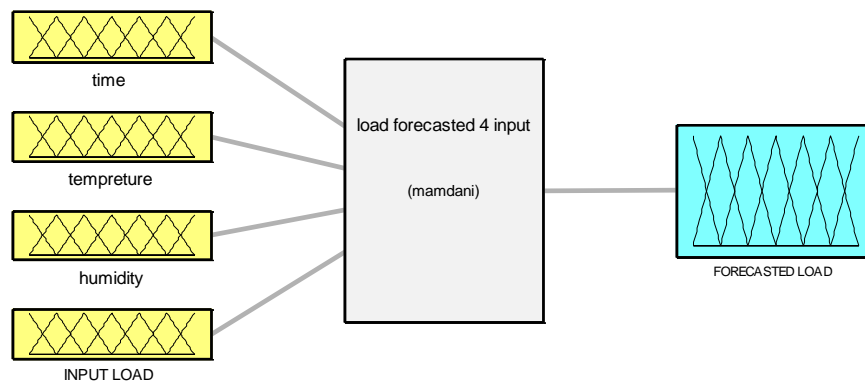 time
tempreture
humidity
INPUT LOAD
load forecasted 4 input
(mamdani)
FORECASTED LOAD